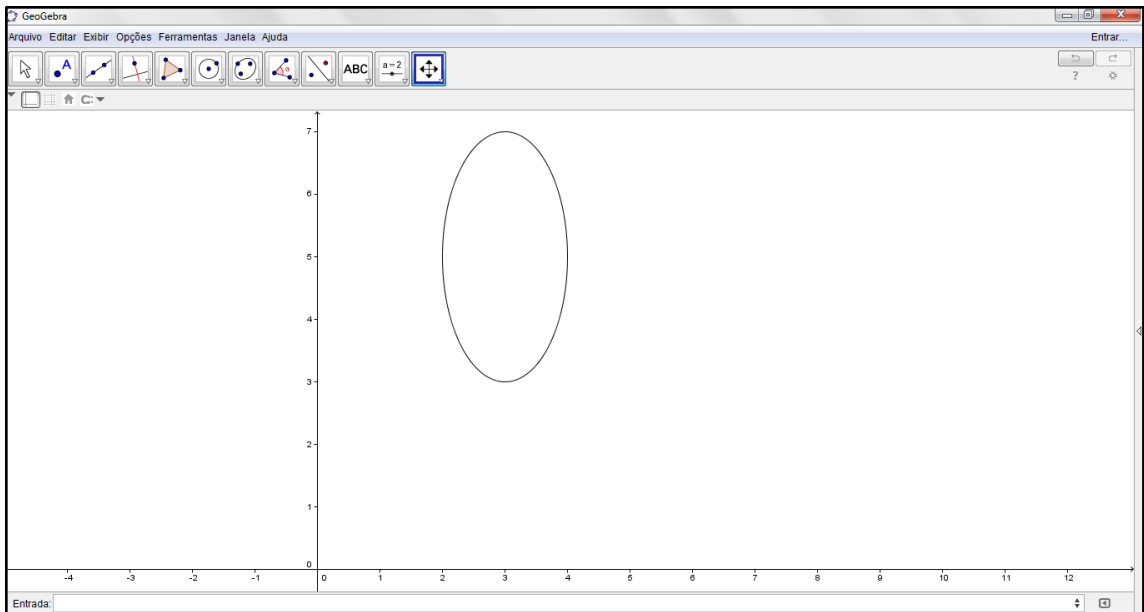 GeoGebra
Arquivo Editar Exibir Opções Ferramentas Janela Ajuda
Entrar...
A
ABC
a = 2
?
7
6
5
4
3
2
1
0
-4 -3 -2 -1 0 1 2 3 4 5 6 7 8 9 10 11 12
Entrada: